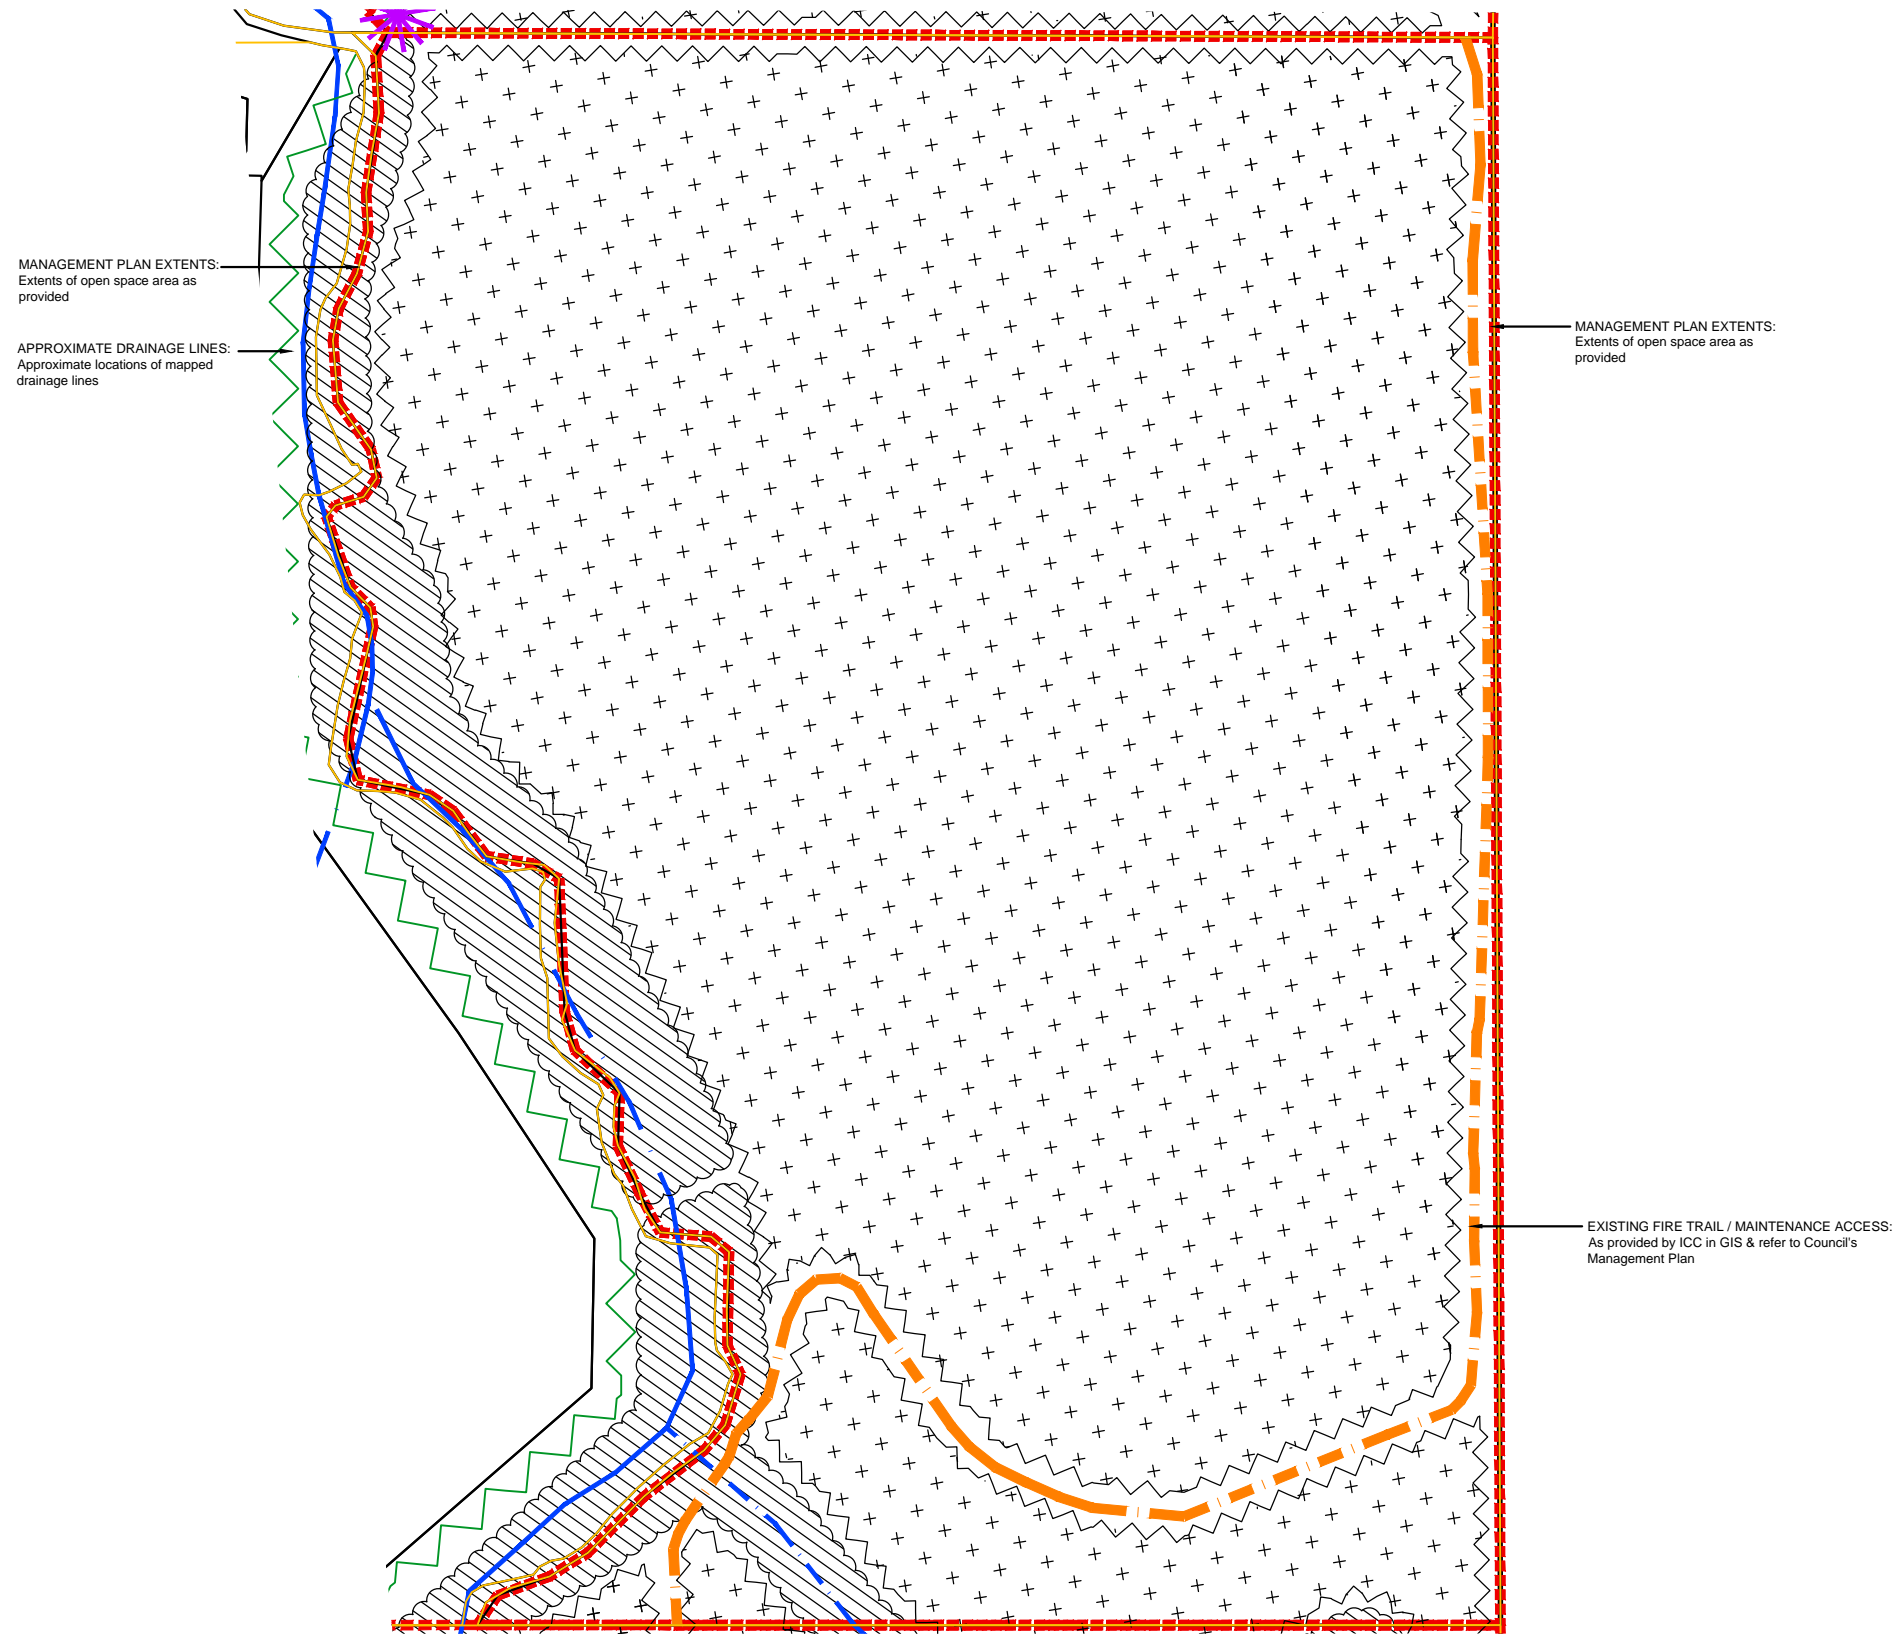 MANAGEMENT PLAN EXTENTS:
Extents of open space area as
provided
APPROXIMATE DRAINAGE LINES:
Approximate locations of mapped
drainage lines
MANAGEMENT PLAN EXTENTS:
Extents of open space area as
provided
EXISTING FIRE TRAIL / MAINTENANCE ACCESS:
As provided by ICC in GIS & refer to Council's
Management Plan